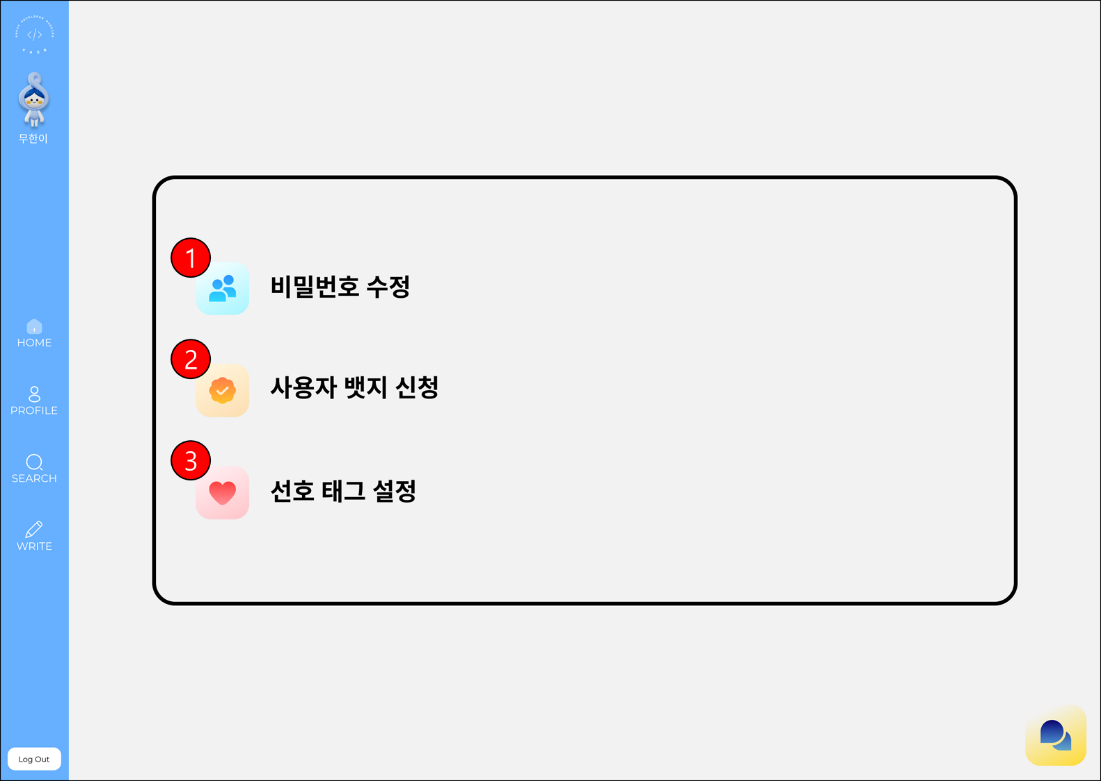 무한이
HOME
PROFILE
SEARCH
WRITE
Log Out
1
비밀번호 수정
2
사용자 뱃지 신청
3
선호 태그 설정